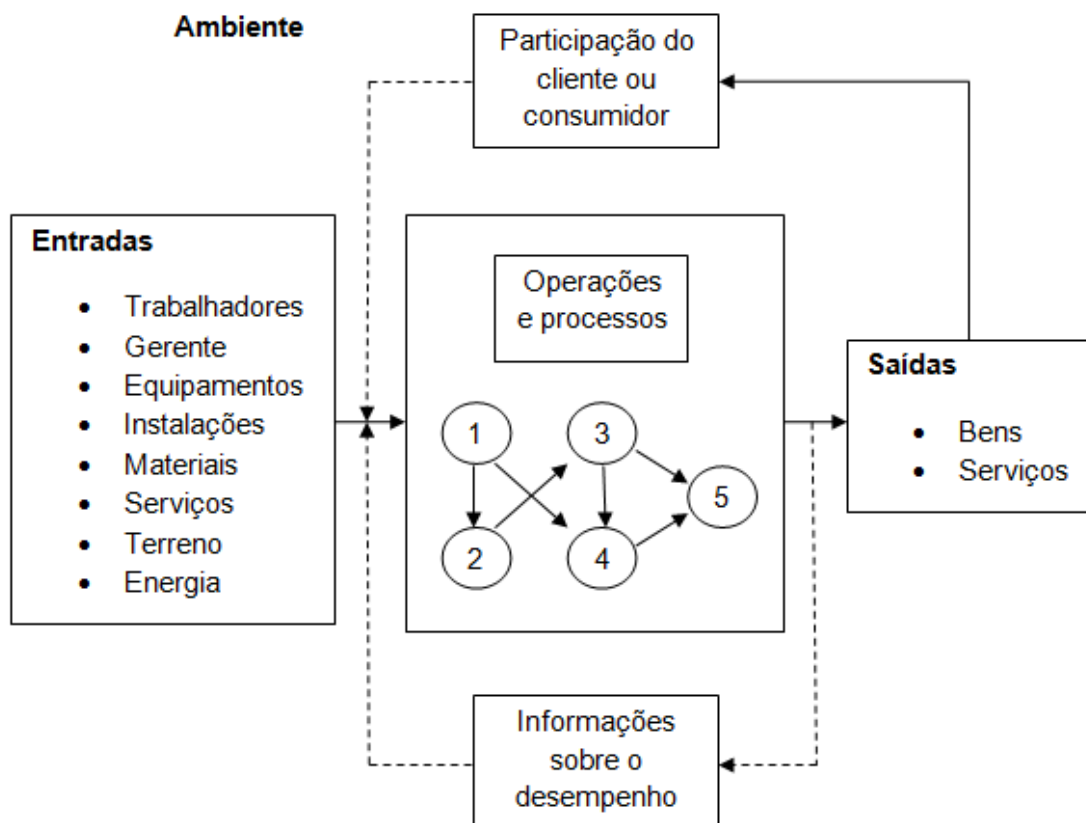 Ambiente
Participação do
cliente ou
consumidor
Entradas
• Trabalhadores
• Gerente
• Equipamentos
• Instalações
• Materiais
• Serviços
• Terreno
• Energia
Operações
e processos
1
3
5
2
4
Saídas
• Bens
• Serviços
Informações
sobre o
desempenho